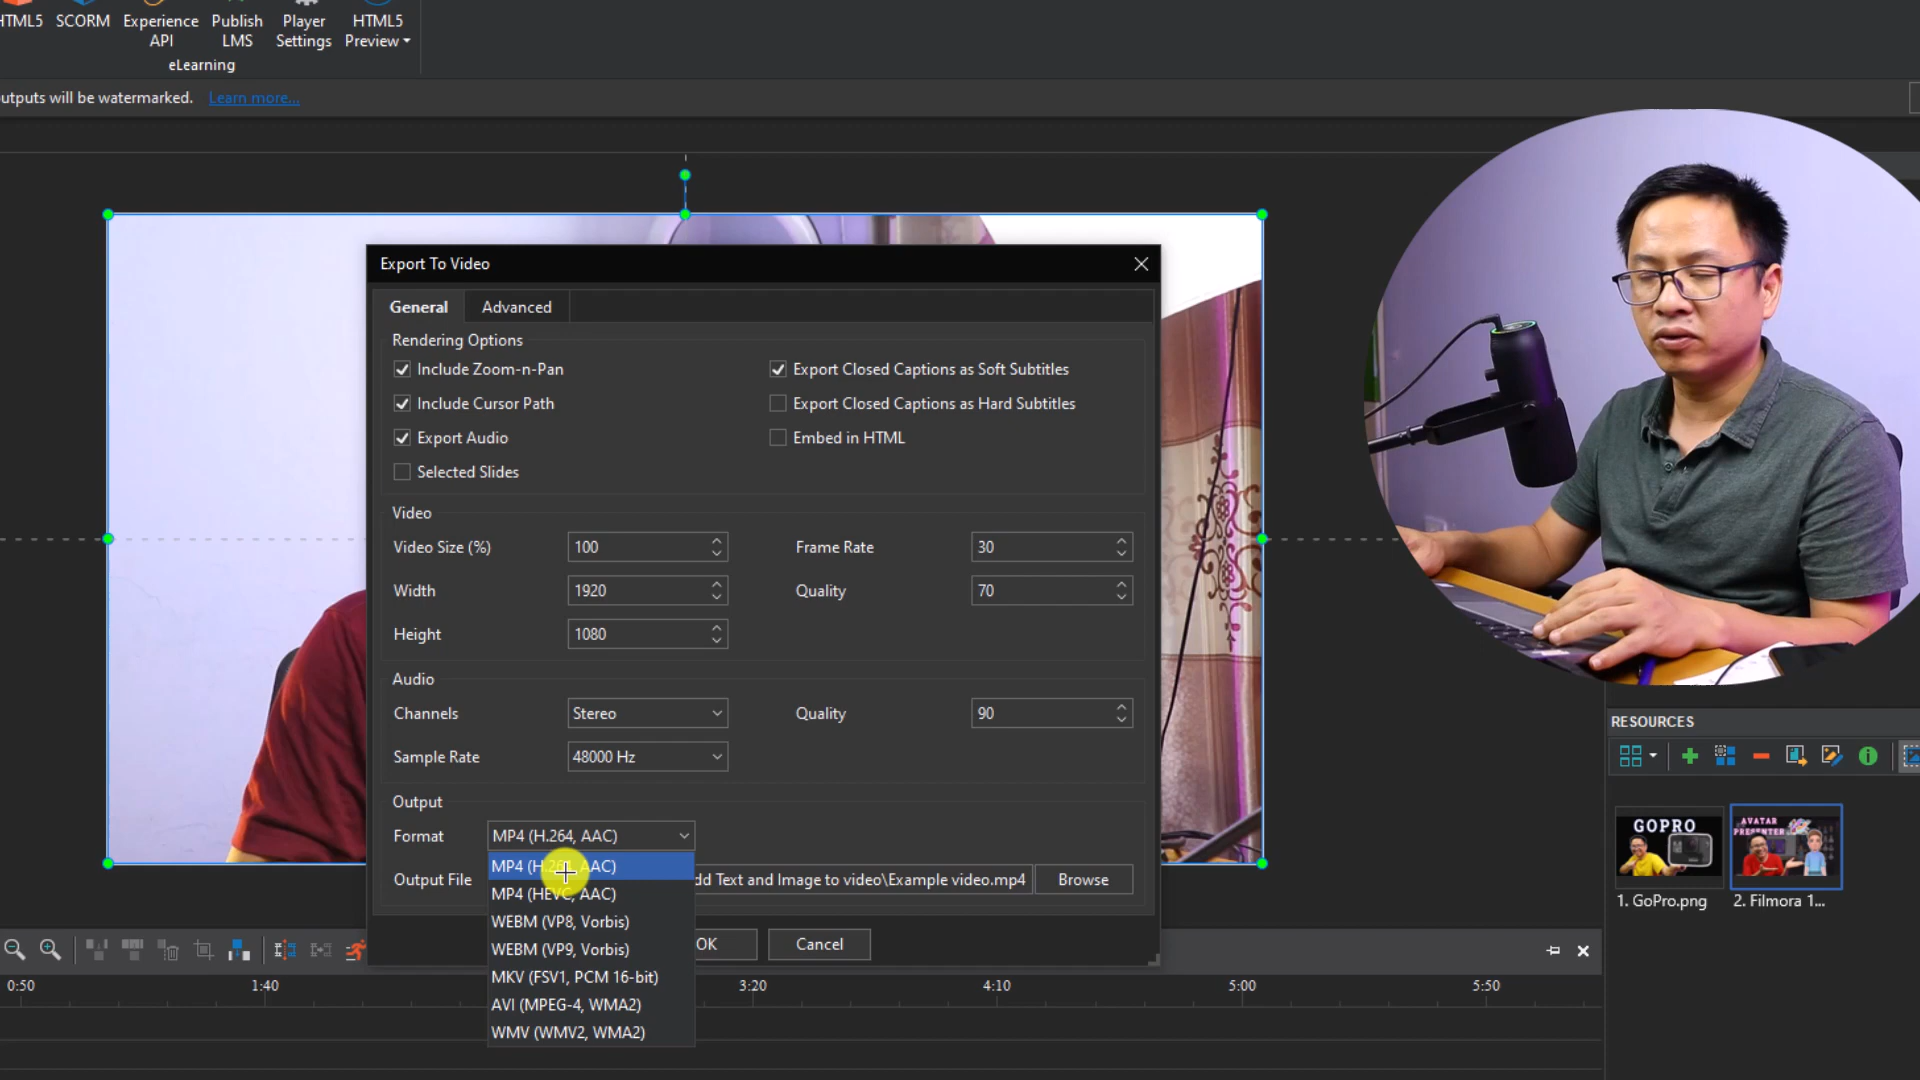 HTML5
SCORM
Experience
API
Publish
LMS
Player
Settings
HTML5
Preview
eLearning
utputs will be watermarked. Learn more...
Export To Video
General
Advanced
Rendering Options
Include Zoom-n-Pan
Export Closed Captions as Soft Subtitles
Include Cursor Path
Export Closed Captions as Hard Subtitles
Export Audio
Embed in HTML
Selected Slides
Video
Video Size (%)
100
Frame Rate
30
Width
1920
Quality
70
Height
1080
Audio
Channels
Stereo
Quality
90
Sample Rate
48000 Hz
Output
Format
MP4 (H.264, AAC)
MP4 (H.264, AAC)
Output File
dd Text and Image to video\Example video.mp4
Browse
MP4 (HEVC, AAC)
WEBM (VP8, Vorbis)
WEBM (VP9, Vorbis)
MKV (FSV1, PCM 16-bit)
AVI (MPEG-4, WMA2)
WMV (WMV2, WMA2)
OK
Cancel
RESOURCES
GOPRO
AVATAR
PRESENTER
1. GoPro.png
2. Filmora 1...
0:50
1:40
3:20
4:10
5:00
5:50